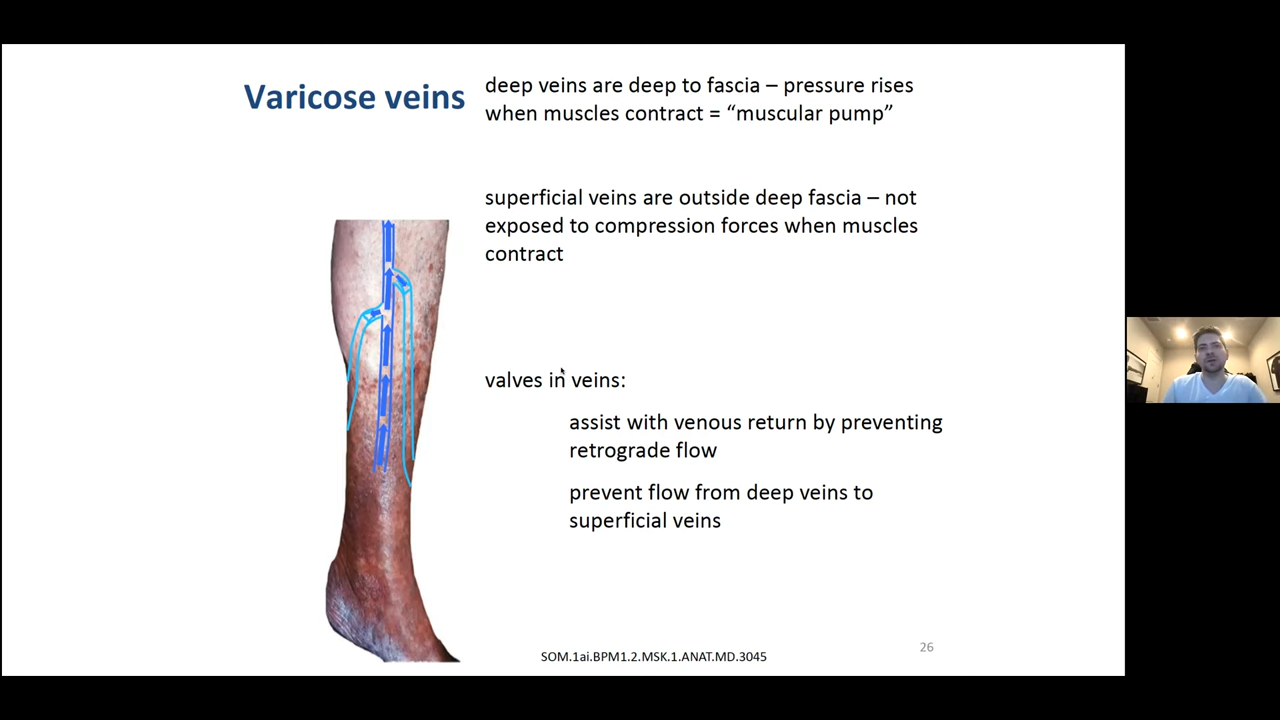 Varicose veins
deep veins are deep to fascia – pressure rises
when muscles contract = “muscular pump”
superficial veins are outside deep fascia – not
exposed to compression forces when muscles
contract
valves in veins:
assist with venous return by preventing
retrograde flow
prevent flow from deep veins to
superficial veins
SOM.1ai.BPM1.2.MSK.1.ANAT.MD.3045
26